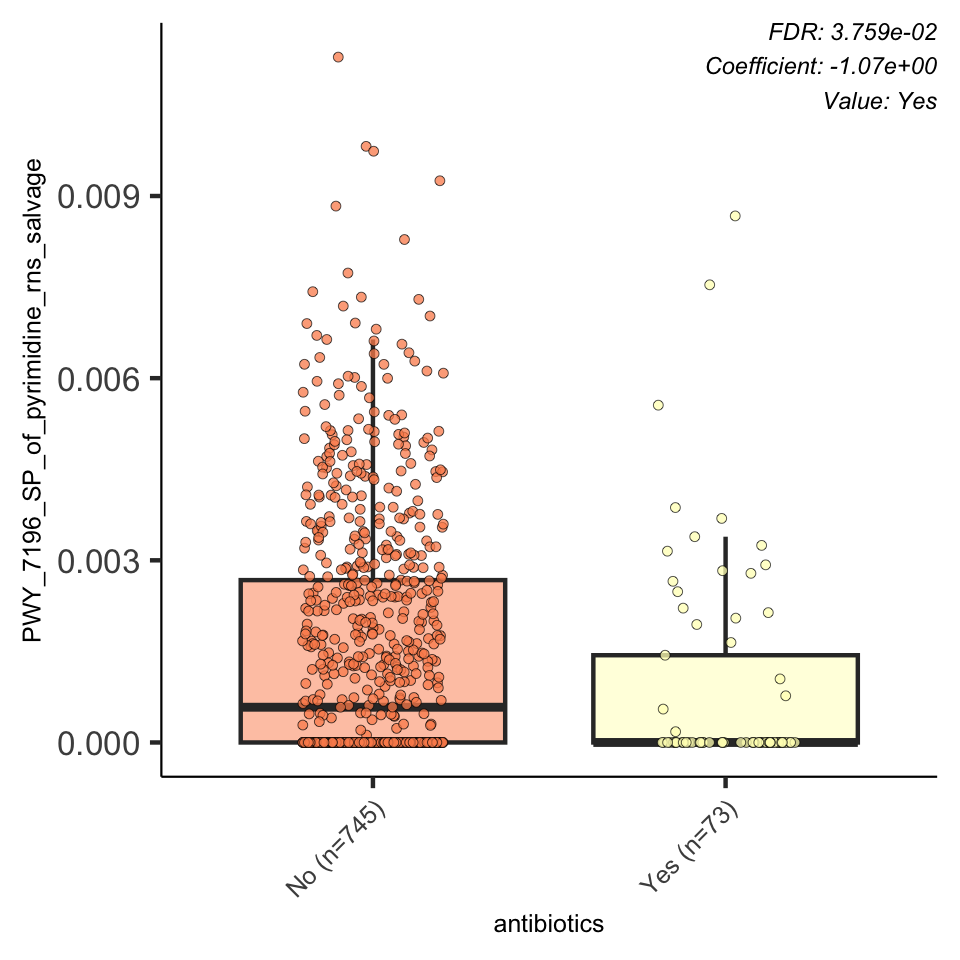 FDR: 3.759e-02
Coefficient: -1.07e+00
Value: Yes
PWY_7196_SP_of_pyrimidine_rns_salvage
0.009
0.006
0.003
0.000
No (n=745)
Yes (n=73)
antibiotics